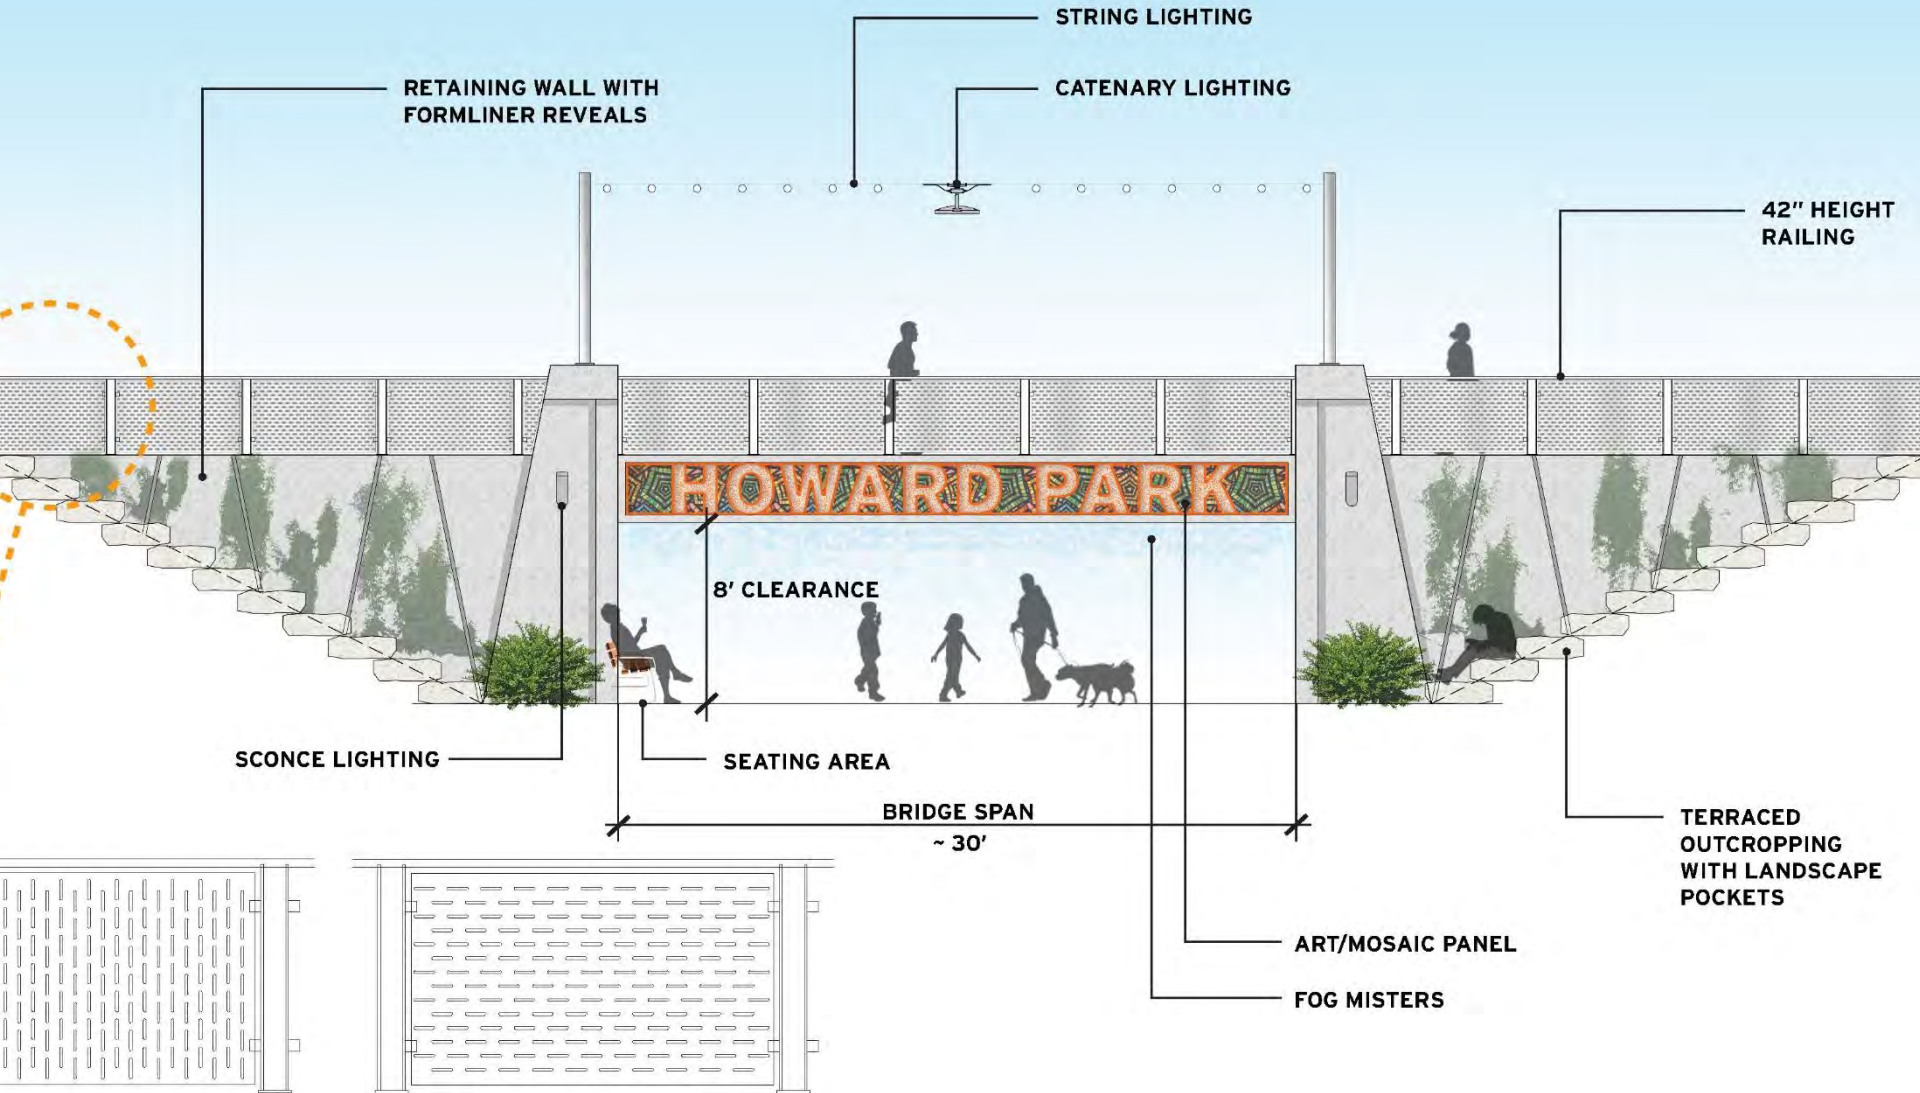 STRING LIGHTING
RETAINING WALL WITH
FORMLINER REVEALS
CATENARY LIGHTING
42" HEIGHT
RAILING
HOWARD PARK
8' CLEARANCE
SCONCE LIGHTING
SEATING AREA
BRIDGE SPAN
~ 30'
TERRACED
OUTCROPPING
WITH LANDSCAPE
POCKETS
ART/MOSAIC PANEL
FOG MISTERS